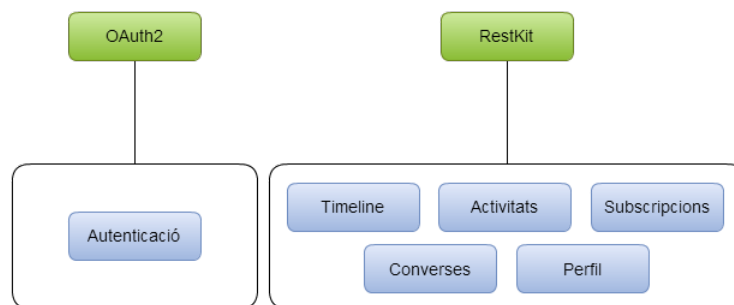 OAuth2
RestKit
Autenticació
Timeline
Activitats
Subscripcions
Converses
Perfil